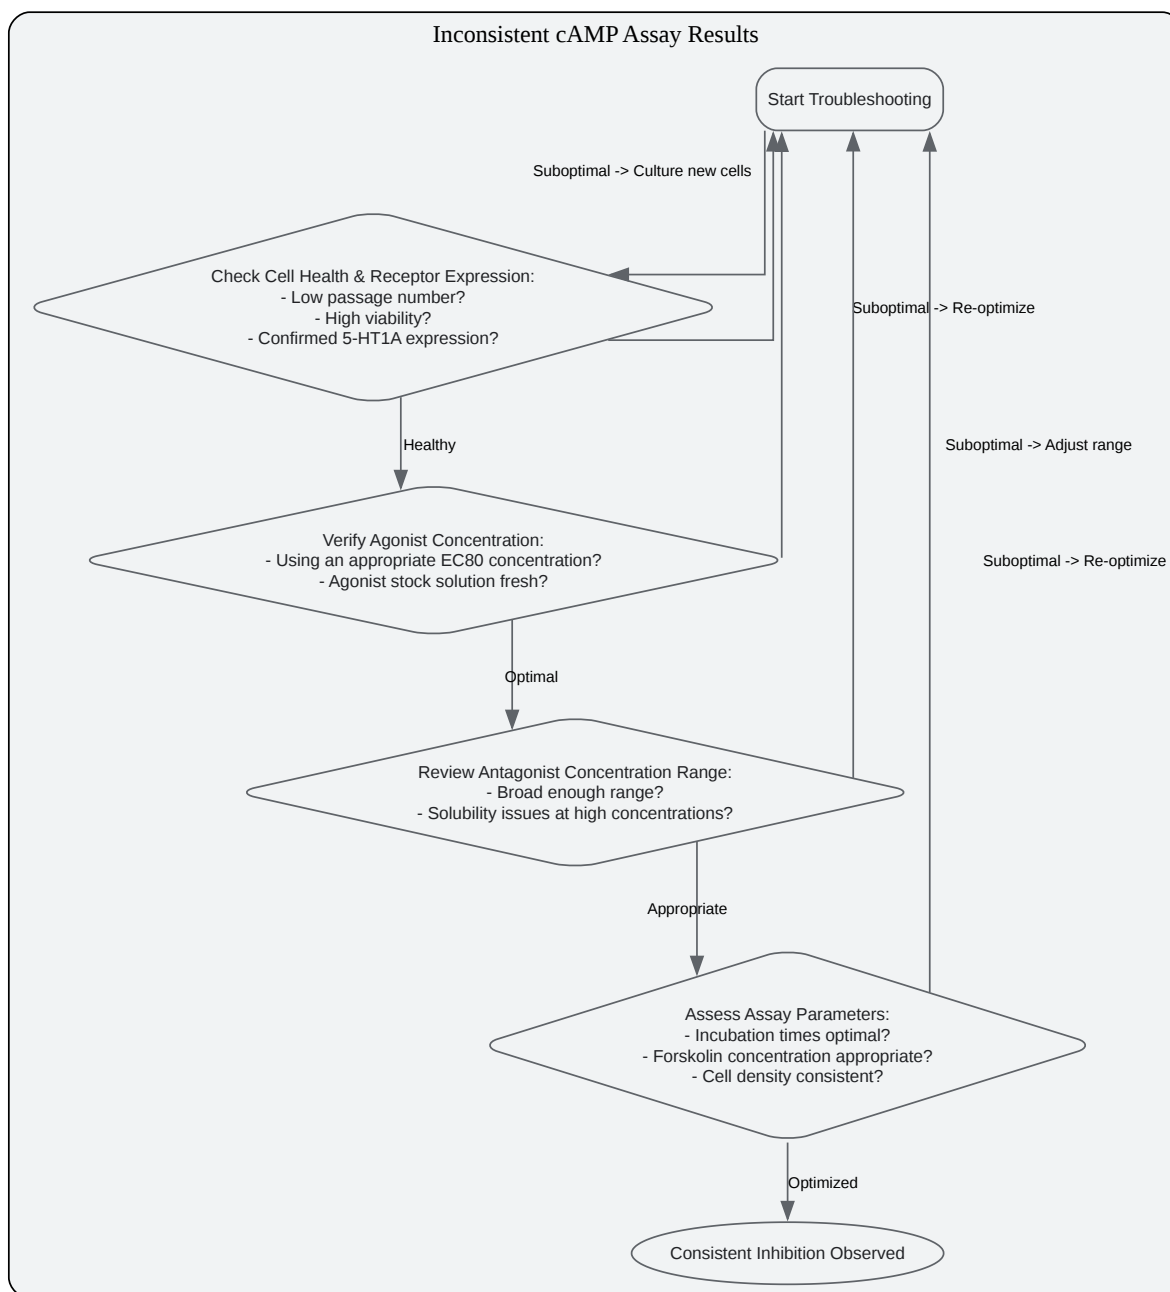 Inconsistent cAMP Assay Results
Start Troubleshooting
Suboptimal -> Culture new cells
Check Cell Health & Receptor Expression:
- Low passage number?
- High viability?
- Confirmed 5-HT1A expression?
Suboptimal -> Re-optimize
Healthy
Suboptimal -> Adjust range
Verify Agonist Concentration:
- Using an appropriate EC80 concentration?
- Agonist stock solution fresh?
Suboptimal -> Re-optimize
Optimal
Review Antagonist Concentration Range:
- Broad enough range?
- Solubility issues at high concentrations?
Appropriate
Assess Assay Parameters:
- Incubation times optimal?
- Forskolin concentration appropriate?
- Cell density consistent?
Optimized
Consistent Inhibition Observed